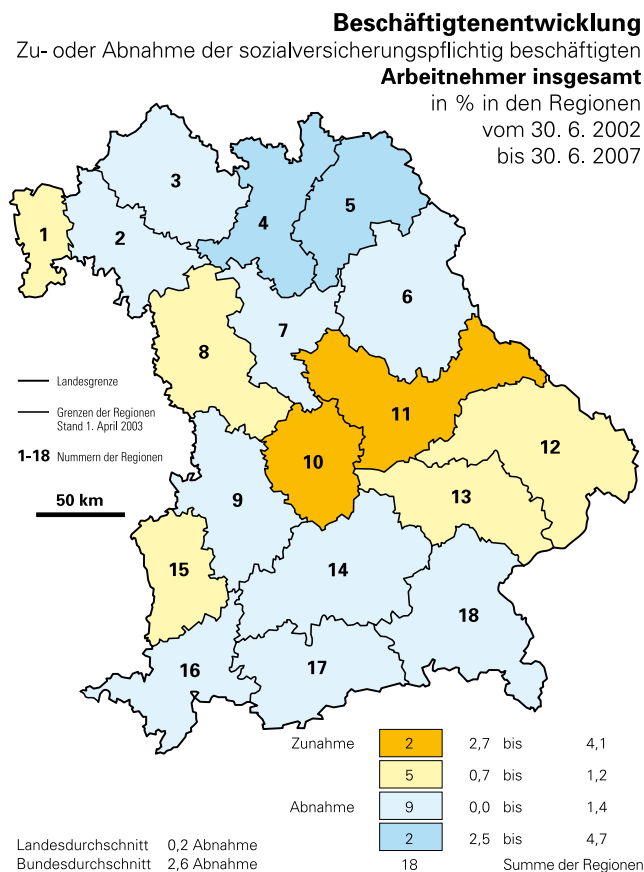 Beschäftigtenentwicklung
Zu- oder Abnahme der sozialversicherungspflichtig beschäftigten
Arbeitnehmer insgesamt
in % in den Regionen
vom 30. 6. 2002
bis 30. 6. 2007
3
4
5
1
2
6
7
8
Landesgrenze
Grenzen der Regionen
Stand 1. April 2003
1-18 Nummern der Regionen
50 km
11
10
12
9
13
15
14
18
16
17
Zunahme 2 2,7 bis 4,1
5 0,7 bis 1,2
Abnahme 9 0,0 bis 1,4
2 2,5 bis 4,7
Landesdurchschnitt 0,2 Abnahme
Bundesdurchschnitt 2,6 Abnahme
18 Summe der Regionen